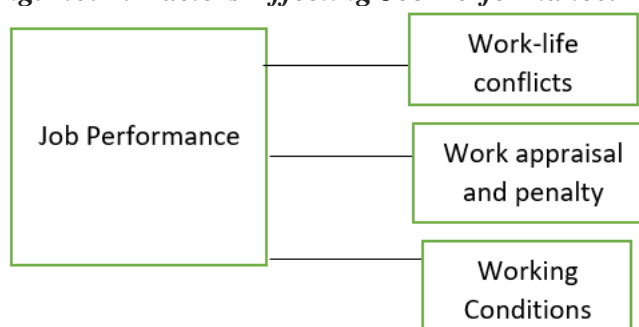 Job Performance
Work-life
conflicts
Work appraisal
and penalty
Working
Conditions